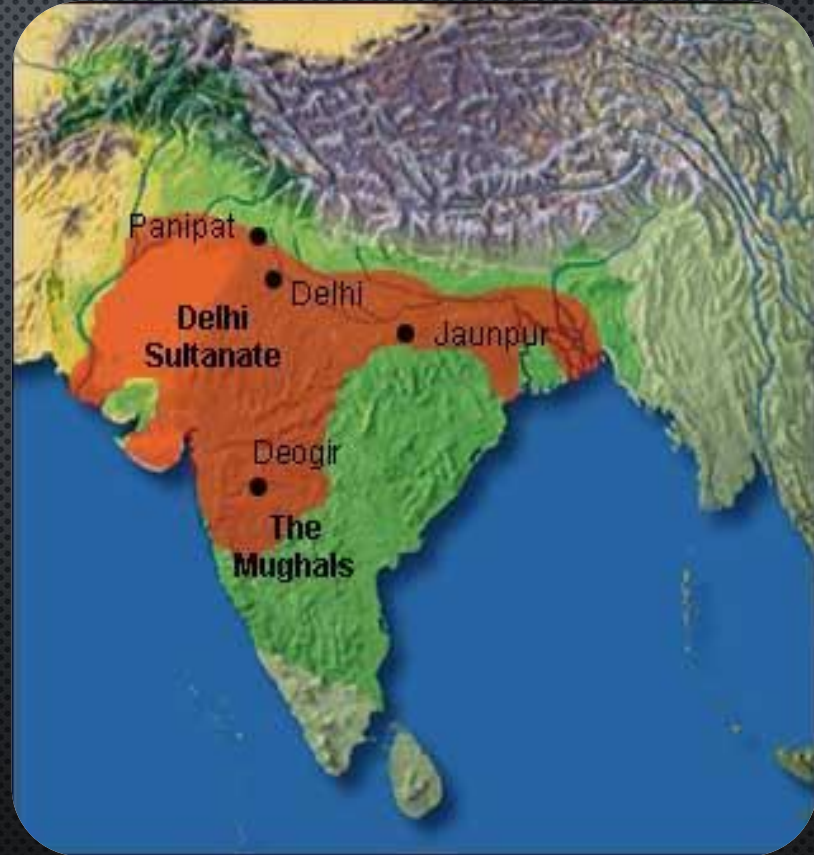 Panipat
Delhi
Delhi
Sultanate
Jaunpur
Deogir
The
Mughals